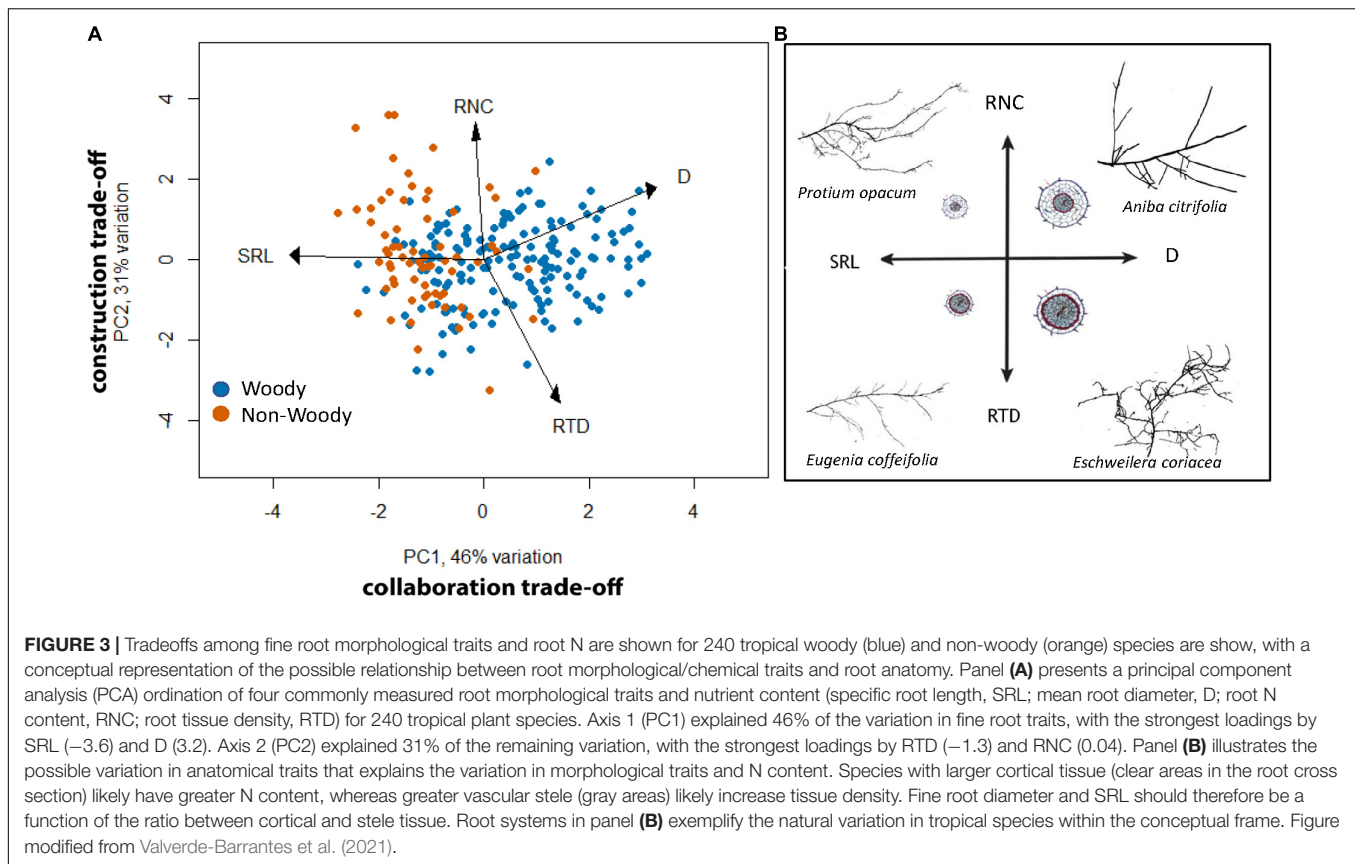 A
construction trade-off
PC2, 31% variation
4
2
0
-2
-4
RNC
D
SRL
RTD
Woody
Non-Woody
-4 -2 0 2 4
PC1, 46% variation
collaboration trade-off
B
RNC
Protium opacum
Aniba citrifolia
SRL
D
RTD
Eugenia coffeifolia
Eschweilera coriacea
FIGURE 3 | Tradeoffs among fine root morphological traits and root N are shown for 240 tropical woody (blue) and non-woody (orange) species are show, with a
conceptual representation of the possible relationship between root morphological/chemical traits and root anatomy. Panel (A) presents a principal component
analysis (PCA) ordination of four commonly measured root morphological traits and nutrient content (specific root length, SRL; mean root diameter, D; root N
content, RNC; root tissue density, RTD) for 240 tropical plant species. Axis 1 (PC1) explained 46% of the variation in fine root traits, with the strongest loadings by
SRL (−3.6) and D (3.2). Axis 2 (PC2) explained 31% of the remaining variation, with the strongest loadings by RTD (−1.3) and RNC (0.04). Panel (B) illustrates the
possible variation in anatomical traits that explains the variation in morphological traits and N content. Species with larger cortical tissue (clear areas in the root cross
section) likely have greater N content, whereas greater vascular stele (gray areas) likely increase tissue density. Fine root diameter and SRL should therefore be a
function of the ratio between cortical and stele tissue. Root systems in panel (B) exemplify the natural variation in tropical species within the conceptual frame. Figure
modified from Valverde-Barrantes et al. (2021).